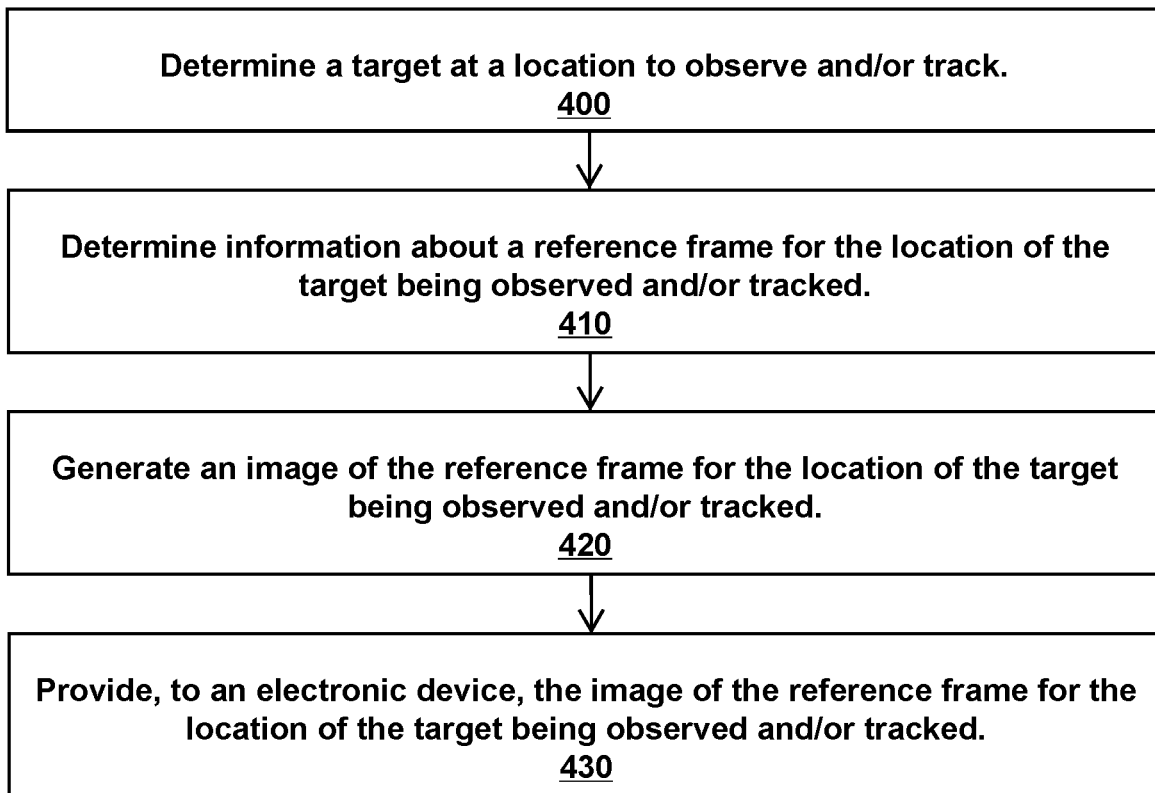 Determine a target at a location to observe and/or track.
400
Determine information about a reference frame for the location of the
target being observed and/or tracked.
410
Generate an image of the reference frame for the location of the target
being observed and/or tracked.
420
Provide, to an electronic device, the image of the reference frame for the
location of the target being observed and/or tracked.
430